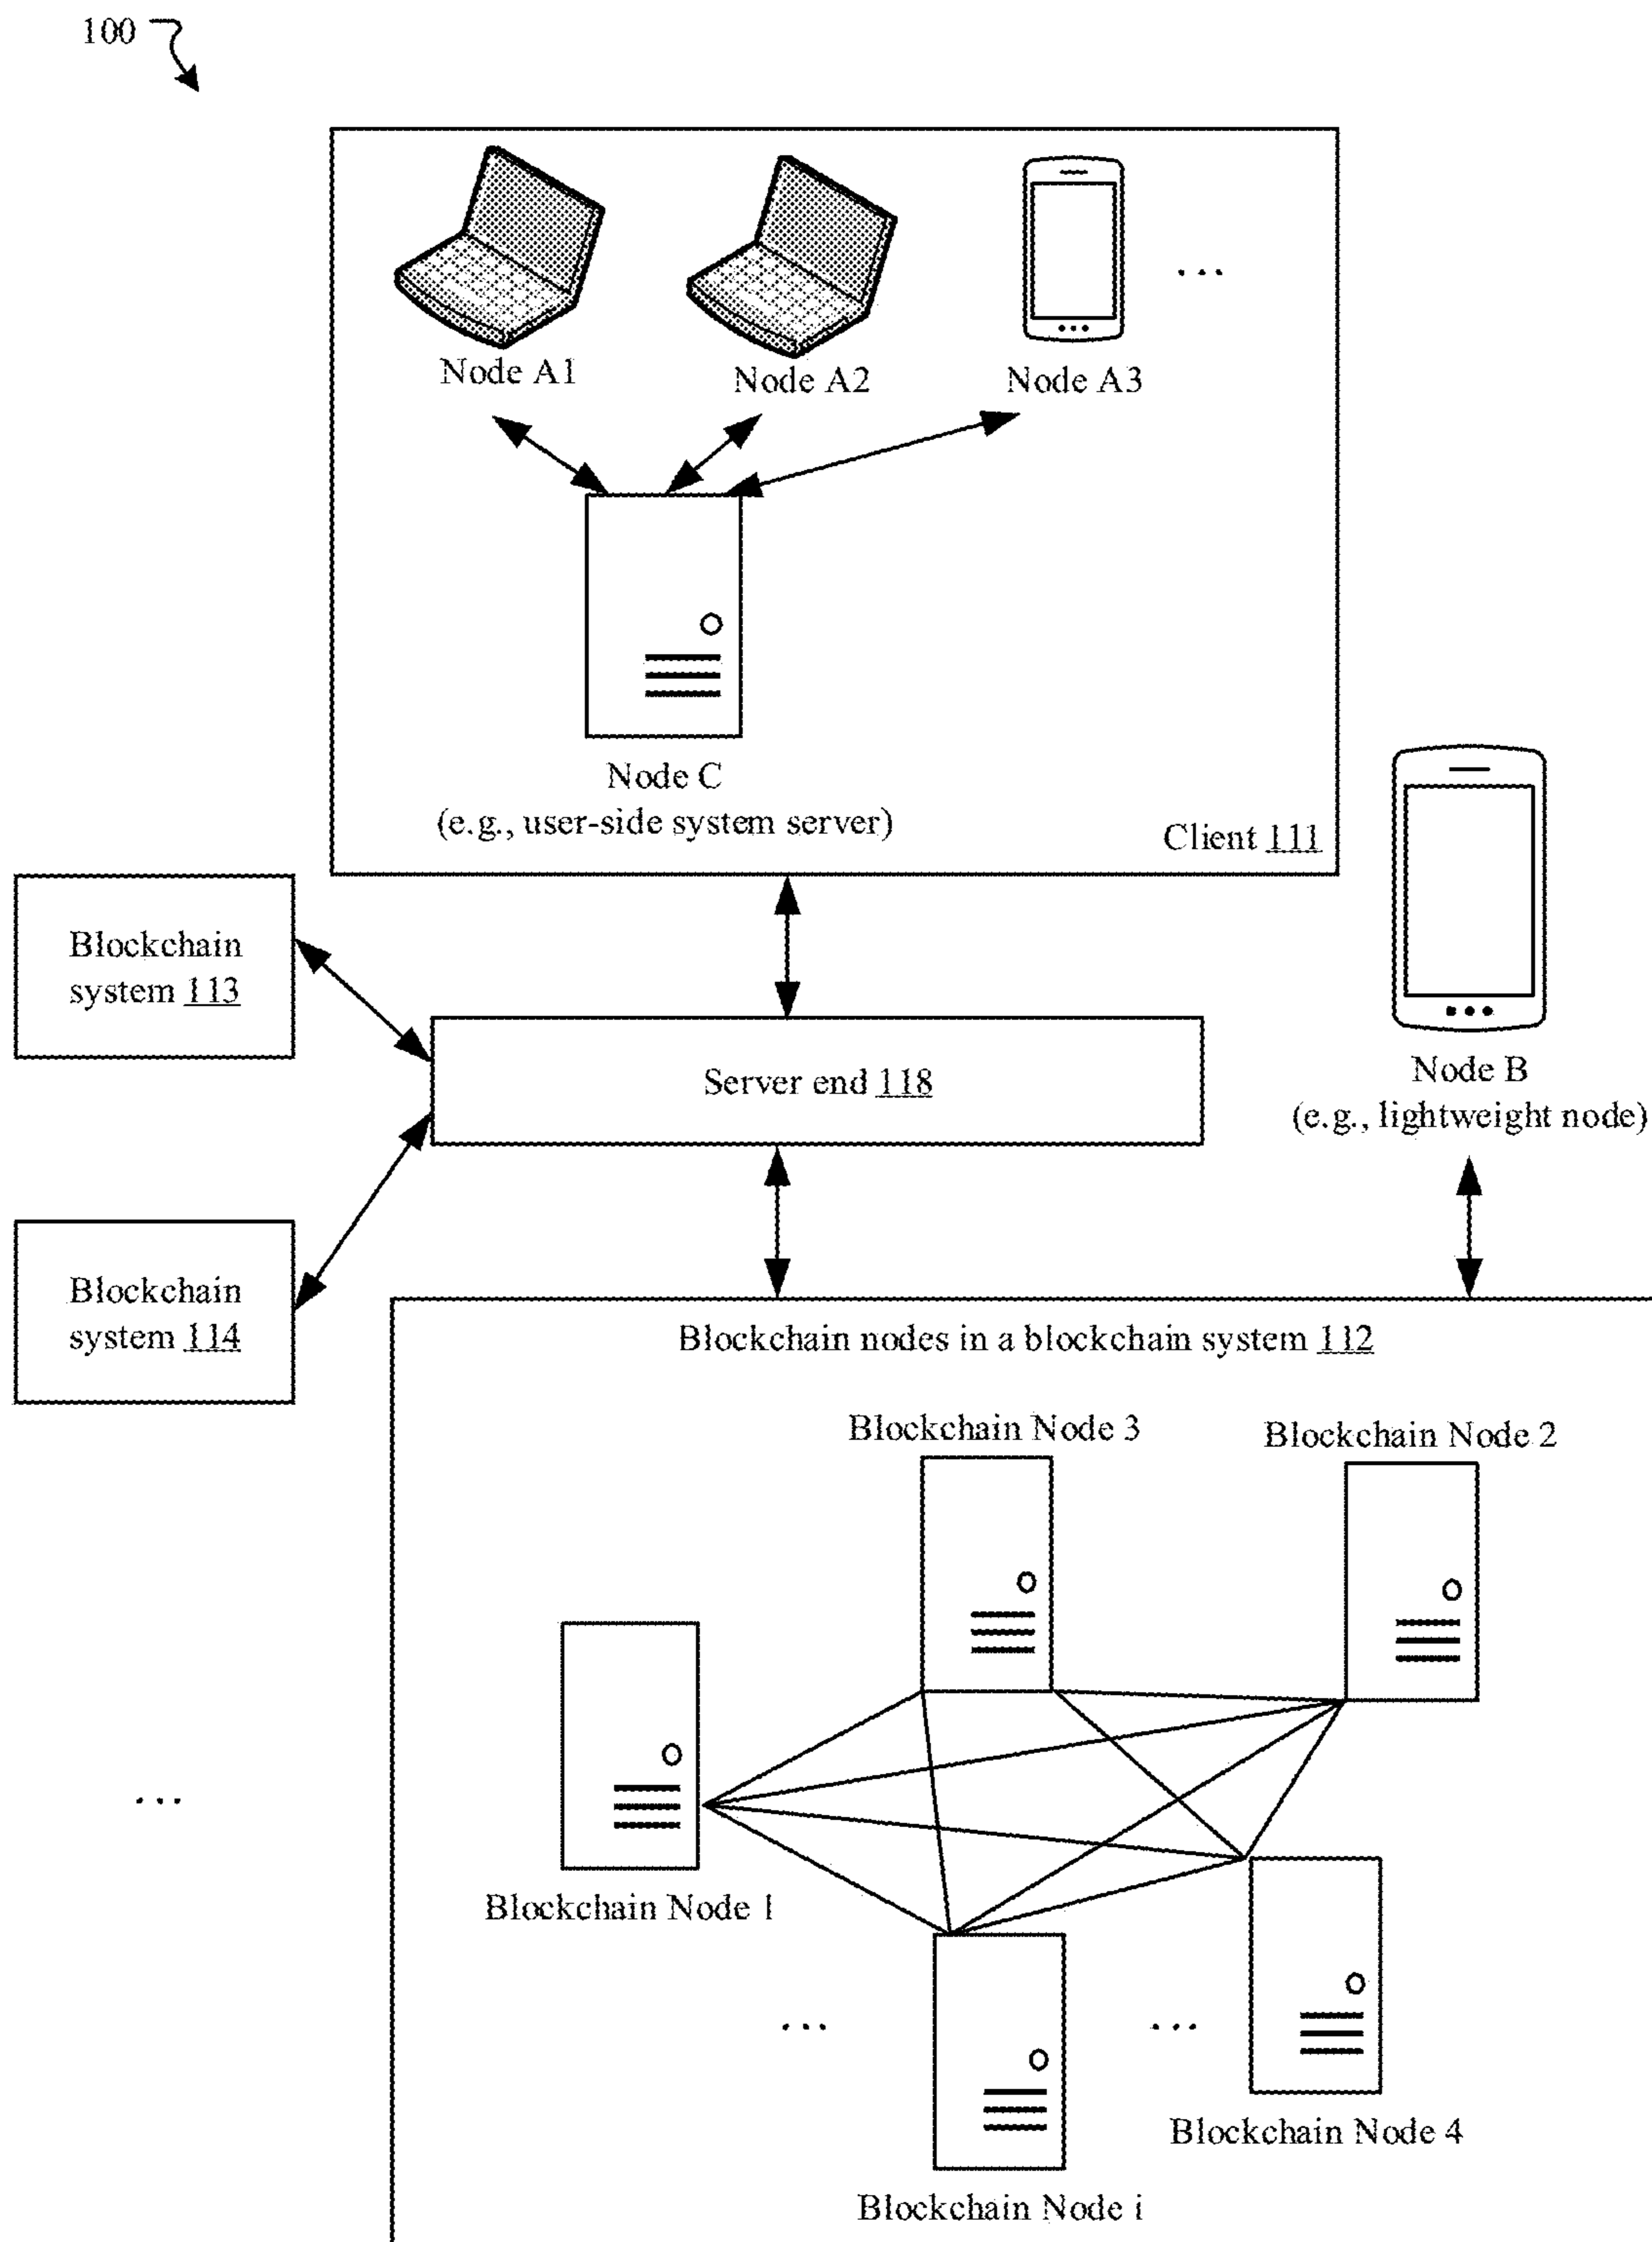 100
...
Node A1
Node A2
Node A3
Node C
(e.g., user-side system server)
Client 111
Blockchain
system 113
Server end 118
Node B
(e.g., lightweight node)
Blockchain
system 114
Blockchain nodes in a blockchain system 112
Blockchain Node 3
Blockchain Node 2
...
Blockchain Node 1
...
...
Blockchain Node 4
Blockchain Node i